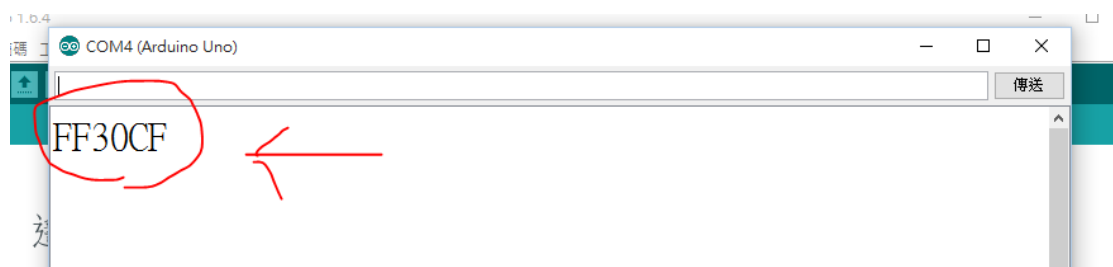 1.6.4
碼
COM4 (Arduino Uno)
傳送
FF30CF